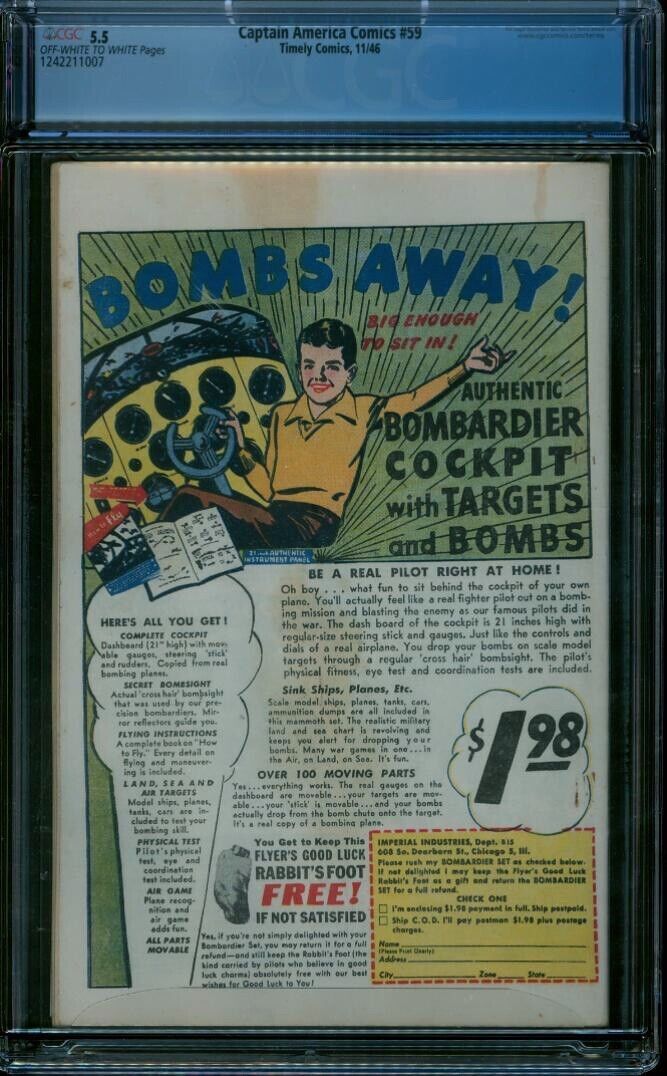 CGC 5.5
OFF-WHITE TO WHITE Pages
1242211007
Captain America Comics #59
Timely Comics, 11/46
www.cgccomics.com/terms
CGC
BOMBS AWAY!
BIG ENOUGH
TO SIT IN!
AUTHENTIC
BOMBARDIER
COCKPIT
with TARGETS
and BOMBS
How to Fly
21 inch AUTHENTIC
INSTRUMENT PANEL
BE A REAL PILOT RIGHT AT HOME!
Oh boy . . . what fun to sit behind the cockpit of your own
plane. You'll actually feel like a real fighter pilot out on a bomb-
ing mission and blasting the enemy as our famous pilots did in
the war. The dash board of the cockpit is 21 inches high with
regular-size steering stick and gauges. Just like the controls and
dials of a real airplane. You drop your bombs on scale model
targets through a regular 'cross hair' bombsight. The pilot's
physical fitness, eye test and coordination tests are included.
HERE'S ALL YOU GET!
COMPLETE COCKPIT
Dashboard (21" high) with mov-
able gauges, steering 'stick'
and rudders. Copied from real
bombing planes.
SECRET BOMBSIGHT
Actual 'cross hair' bombsight
that was used by our pre-
cision bombardiers. Mir-
ror reflectors guide you.
FLYING INSTRUCTIONS
A complete book on "How
to Fly." Every detail on
flying and maneuver-
ing is included.
LAND, SEA AND
AIR TARGETS
Model ships, planes,
tanks, cars are in-
cluded to test your
bombing skill.
PHYSICAL TEST
Pilot's physical
test, eye and
coordination
test included.
AIR GAME
Plane recog-
nition and
air game
adds fun.
ALL PARTS
MOVABLE
Sink Ships, Planes, Etc.
Scale model ships, planes, tanks, cars,
ammunition dumps are all included in
this mammoth set. The realistic military
land and sea chart is revolving and
keeps you alert for dropping your
bombs. Many war games in one...in
the Air, on Land, on Sea. It's fun.
OVER 100 MOVING PARTS
Yes...everything works. The real gauges on the
dashboard are movable...your targets are mov-
able...your 'stick' is movable...and your bombs
actually drop from the bomb chute onto the target.
It's a real copy of a bombing plane.
$1.98
You Get to Keep This
FLYER'S GOOD LUCK
RABBIT'S FOOT
FREE!
IF NOT SATISFIED
Yes, if you're not simply delighted with your
Bombardier Set, you may return it for a full
refund—and still keep the Rabbit's Foot (the
kind carried by pilots who believe in good
luck charms) absolutely free with our best
wishes for Good Luck to You!
IMPERIAL INDUSTRIES, Dept. B15
608 So. Dearborn St., Chicago 5, Ill.
Please rush my BOMBARDIER SET as checked below.
If not delighted I may keep the Flyer's Good Luck
Rabbit's Foot as a gift and return the BOMBARDIER
SET for a full refund.
CHECK ONE
I'm enclosing $1.98 payment in full. Ship postpaid.
Ship C.O.D. I'll pay postman $1.98 plus postage
charges.
Name
(Please Print Clearly)
Address
City Zone State